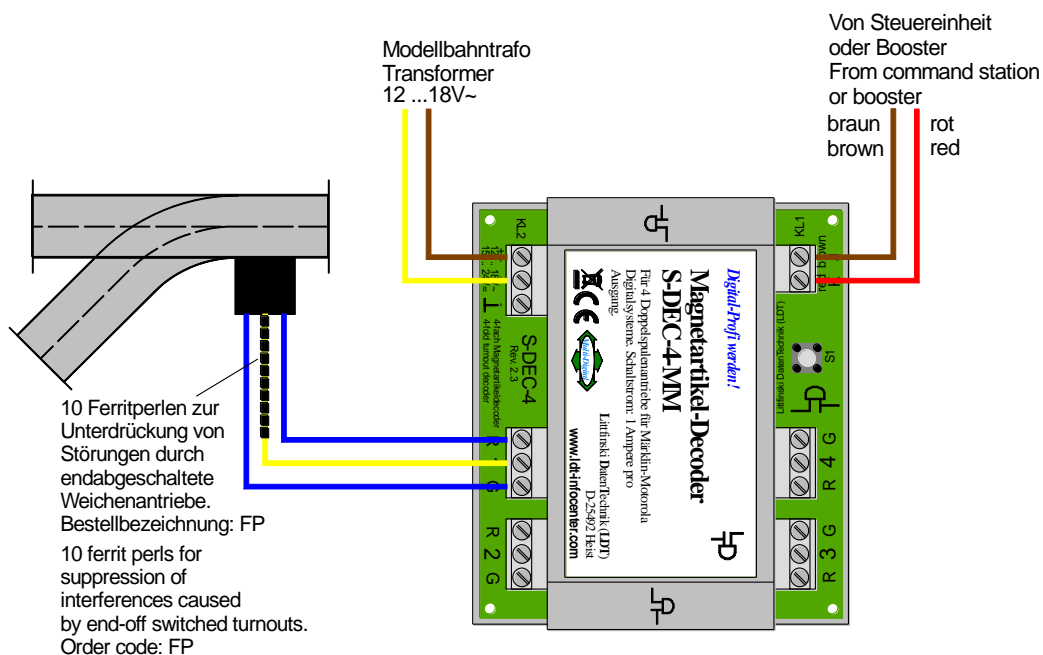 Modellbahntrafo
Transformer
12 ...18V~
Von Steuereinheit
oder Booster
From command station
or booster
braun
brown
rot
red
10 Ferritperlen zur
Unterdrückung von
Störungen durch
endabgeschaltete
Weichenantriebe.
Bestellbezeichnung: FP
10 ferrit perls for
suppression of
interferences caused
by end-off switched turnouts.
Order code: FP
KL2
S-DEC-4
Rev. 2.3
4-fach Magnetartikeldecoder
4-fold turnout decoder
R 1 G
R 2 G
Digital-Profi werden!
Magnetartikel-Decoder
S-DEC-4-MM
Für 4 Doppelspulenantriebe für Märklin-Motorola
Digitalsysteme. Schaltstrom: 1 Ampere pro
Ausgang.
Multi-Digital
Littfinski DatenTechnik (LDT)
D-25492 Heist
www.ldt-infocenter.com
KL1
red brown
Littfinski DatenTechnik (LDT)
S1
R 4 G
R 3 G